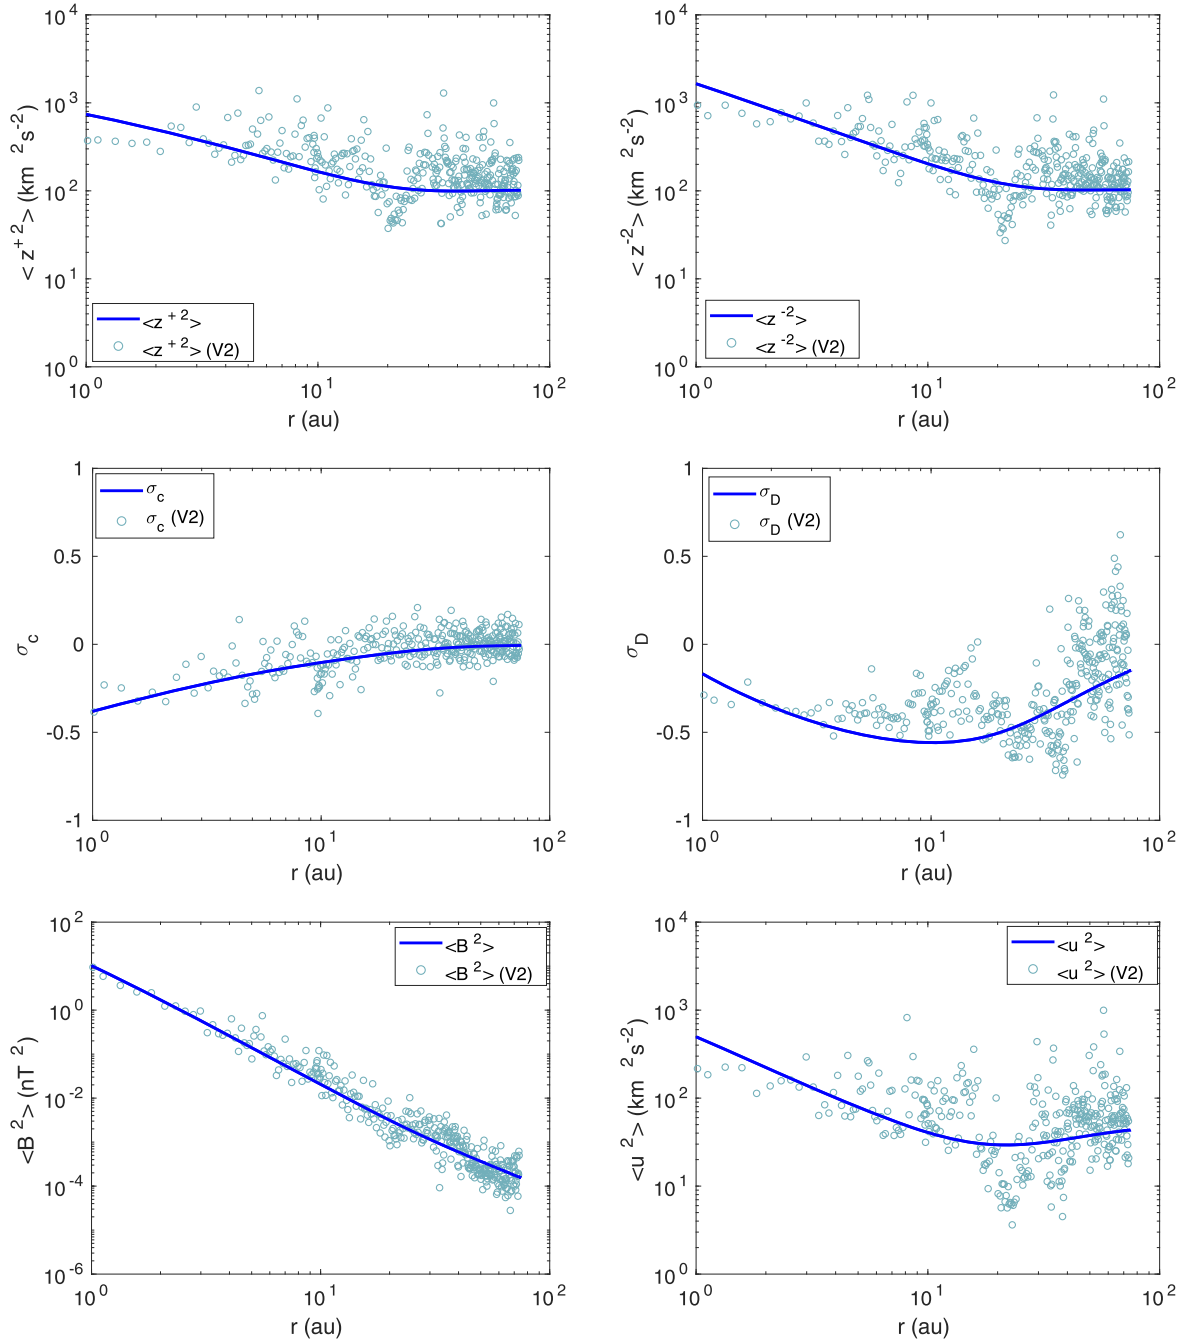 10^4
10^3
10^2
10^1
10^0
< z^{+2}> (km ^2 s^{-2})
<z^{+2}>
<z^{+2}> (V2)
10^0 10^1 10^2
r (au)
10^4
10^3
10^2
10^1
10^0
< z^{-2}> (km ^2 s^{-2})
<z^{-2}>
<z^{-2}> (V2)
10^0 10^1 10^2
r (au)
1
0.5
0
-0.5
-1
σ_c
σ_c
σ_c (V2)
10^0 10^1 10^2
r (au)
1
0.5
0
-0.5
-1
σ_D
σ_D
σ_D (V2)
10^0 10^1 10^2
r (au)
10^2
10^0
10^-2
10^-4
10^-6
<B^2> (nT^2)
<B^2>
<B^2> (V2)
10^0 10^1 10^2
r (au)
10^4
10^3
10^2
10^1
10^0
<u^2> (km ^2 s^{-2})
<u^2>
<u^2> (V2)
10^0 10^1 10^2
r (au)